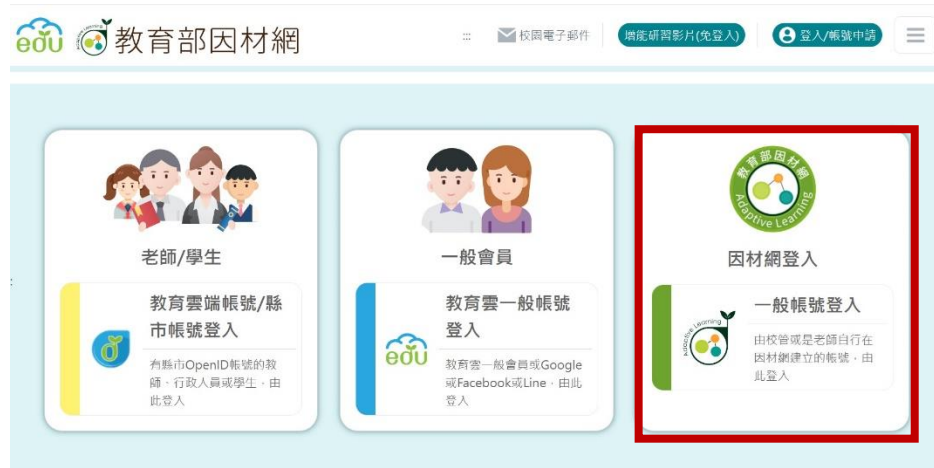 edu 教育部因材網
::: 校園電子郵件 增能研習影片(免登入) 登入/帳號申請
老師/學生
教育雲端帳號/縣
市帳號登入
有縣市OpenID帳號的教
師、行政人員或學生,由
此登入
一般會員
edu
教育雲一般帳號
登入
教育雲一般會員或Google
或Facebook或Line,由此
登入
教育部因材網
Adaptive Learning
因材網登入
Adaptive Learning
一般帳號登入
由校管或是老師自行在
因材網建立的帳號,由
此登入